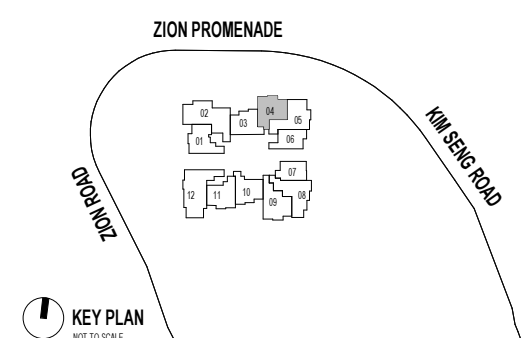 ZION PROMENADE
KIM SENG ROAD
ZION ROAD
02
04
03
05
01
06
07
12
11
10
09
08
KEY PLAN
NOT TO SCALE